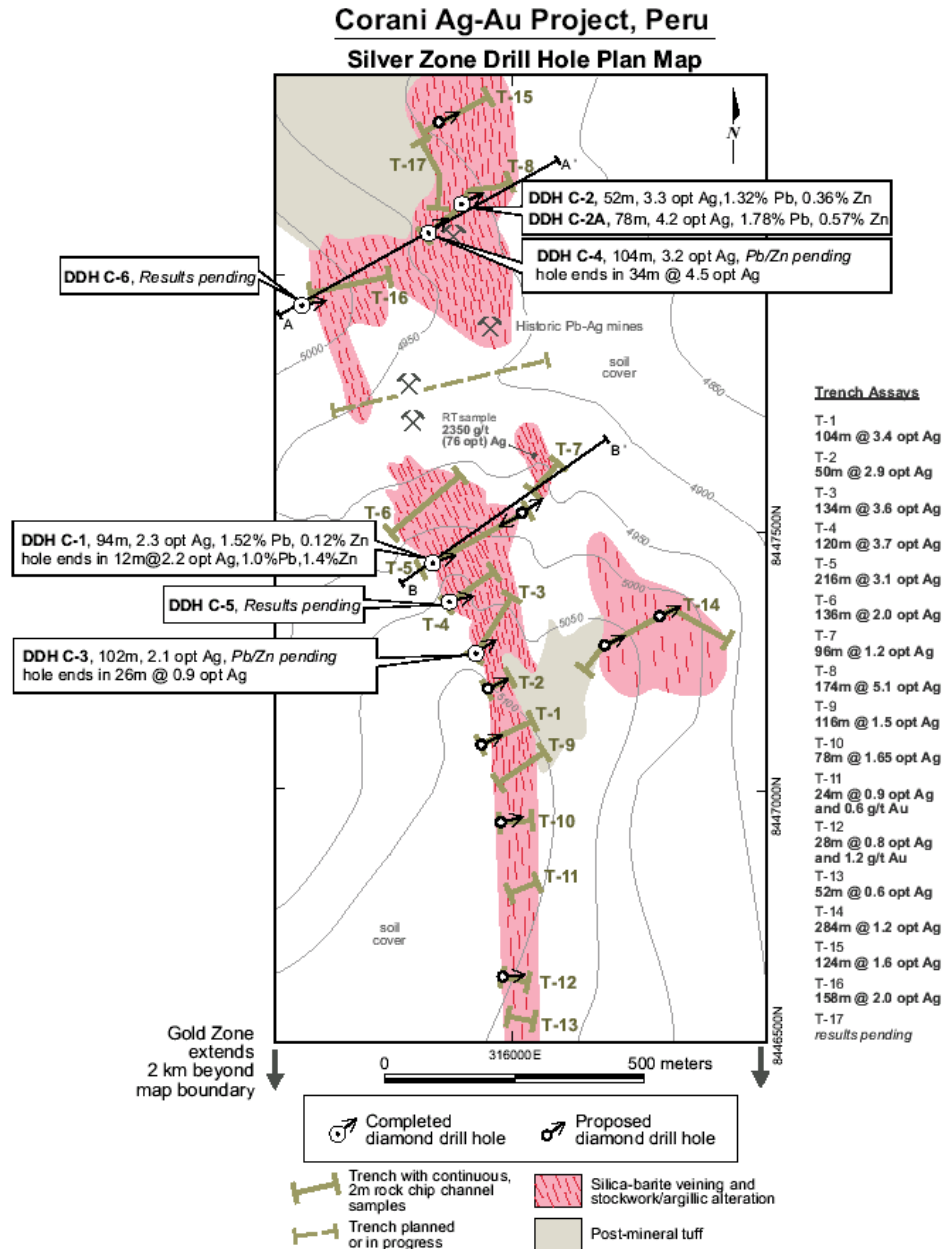 Corani Ag-Au Project, Peru
Silver Zone Drill Hole Plan Map
T-15
N
T-17
T-8
A'
DDH C-2, 52m, 3.3 opt Ag,1.32% Pb, 0.36% Zn
DDH C-2A, 78m, 4.2 opt Ag, 1.78% Pb, 0.57% Zn
DDH C-4, 104m, 3.2 opt Ag, Pb/Zn pending
hole ends in 34m @ 4.5 opt Ag
DDH C-6, Results pending
T-16
A
Historic Pb-Ag mines
5000
4950
4850
soil
cover
RT sample
2350 g/t
(76 opt) Ag
B'
T-7
4900
T-6
4950
8447500N
DDH C-1, 94m, 2.3 opt Ag, 1.52% Pb, 0.12% Zn
hole ends in 12m@2.2 opt Ag,1.0%Pb,1.4%Zn
T-5
B
5000
DDH C-5, Results pending
T-3
T-4
T-14
5050
DDH C-3, 102m, 2.1 opt Ag, Pb/Zn pending
hole ends in 26m @ 0.9 opt Ag
T-2
5100
T-1
T-9
8447000N
T-10
T-11
soil
cover
T-12
T-13
8446500N
Trench Assays
T-1
104m @ 3.4 opt Ag
T-2
50m @ 2.9 opt Ag
T-3
134m @ 3.6 opt Ag
T-4
120m @ 3.7 opt Ag
T-5
216m @ 3.1 opt Ag
T-6
136m @ 2.0 opt Ag
T-7
96m @ 1.2 opt Ag
T-8
174m @ 5.1 opt Ag
T-9
116m @ 1.5 opt Ag
T-10
78m @ 1.65 opt Ag
T-11
24m @ 0.9 opt Ag
and 0.6 g/t Au
T-12
28m @ 0.8 opt Ag
and 1.2 g/t Au
T-13
52m @ 0.6 opt Ag
T-14
284m @ 1.2 opt Ag
T-15
124m @ 1.6 opt Ag
T-16
158m @ 2.0 opt Ag
T-17
results pending
Gold Zone
extends
2 km beyond
map boundary
316000E
0
500 meters
Completed
diamond drill hole
Proposed
diamond drill hole
Trench with continuous,
2m rock chip channel
samples
Silica-barite veining and
stockwork/argillic alteration
Trench planned
or in progress
Post-mineral tuff